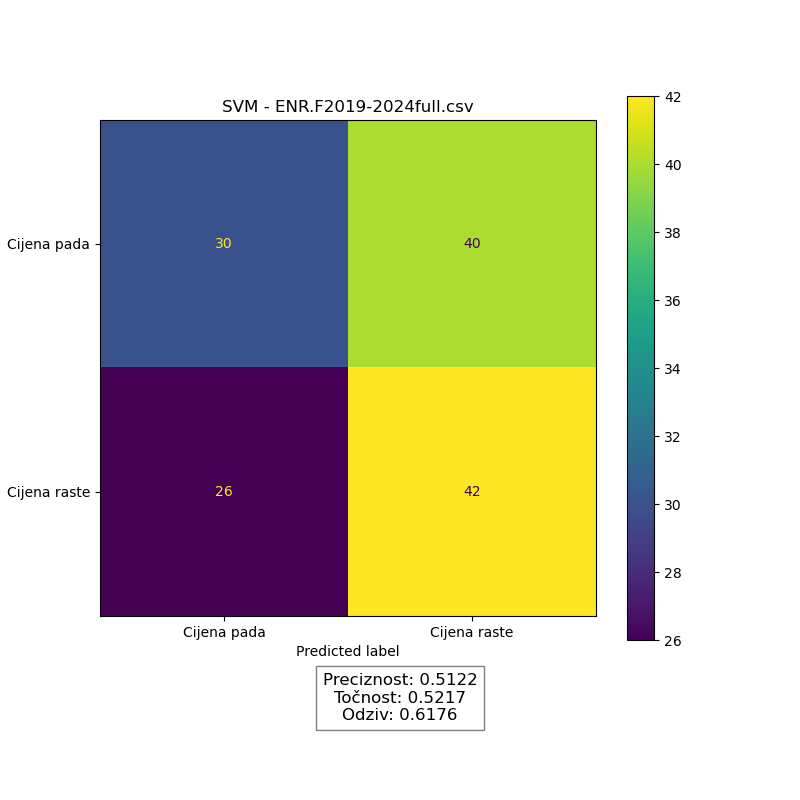 SVM - ENR.F2019-2024full.csv
Cijena pada
30
40
Cijena raste
26
42
Cijena pada
Cijena raste
Predicted label
42
40
38
36
34
32
30
28
26
Preciznost: 0.5122
Točnost: 0.5217
Odziv: 0.6176